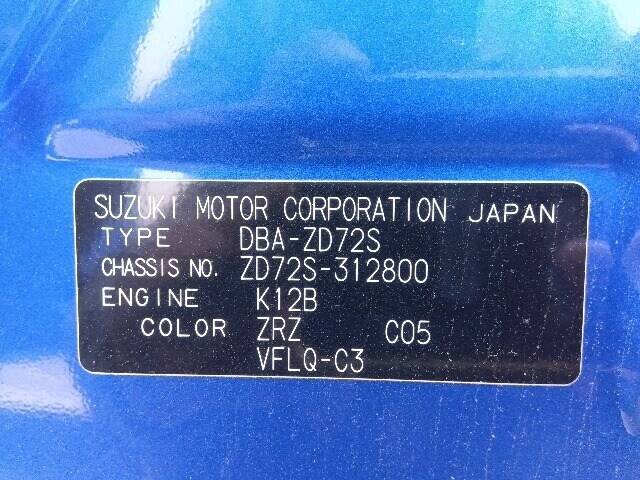 SUZUKI MOTOR CORPORATION JAPAN
TYPE DBA-ZD72S
CHASSIS NO. ZD72S-312800
ENGINE K12B
COLOR ZRZ C05
VFLQ-C3